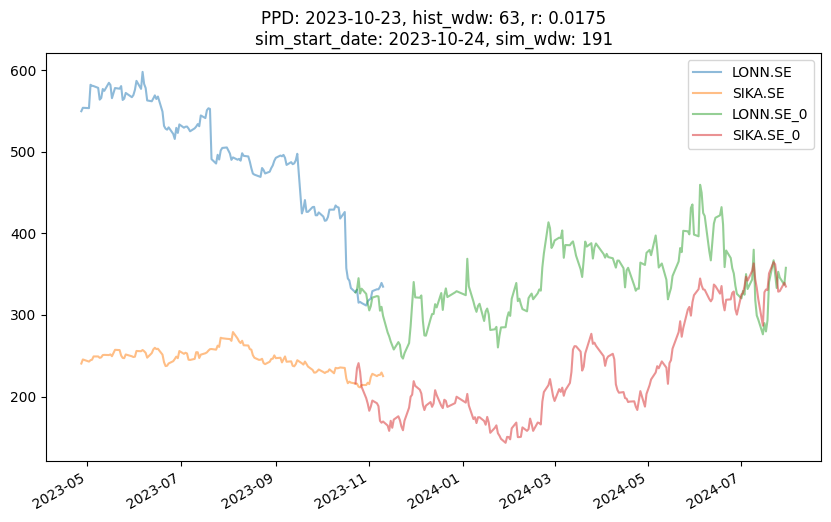 PPD: 2023-10-23, hist_wdw: 63, r: 0.0175
sim_start_date: 2023-10-24, sim_wdw: 191
LONN.SE
SIKA.SE
LONN.SE_0
SIKA.SE_0
600
500
400
300
200
2023-05
2023-07
2023-09
2023-11
2024-01
2024-03
2024-05
2024-07